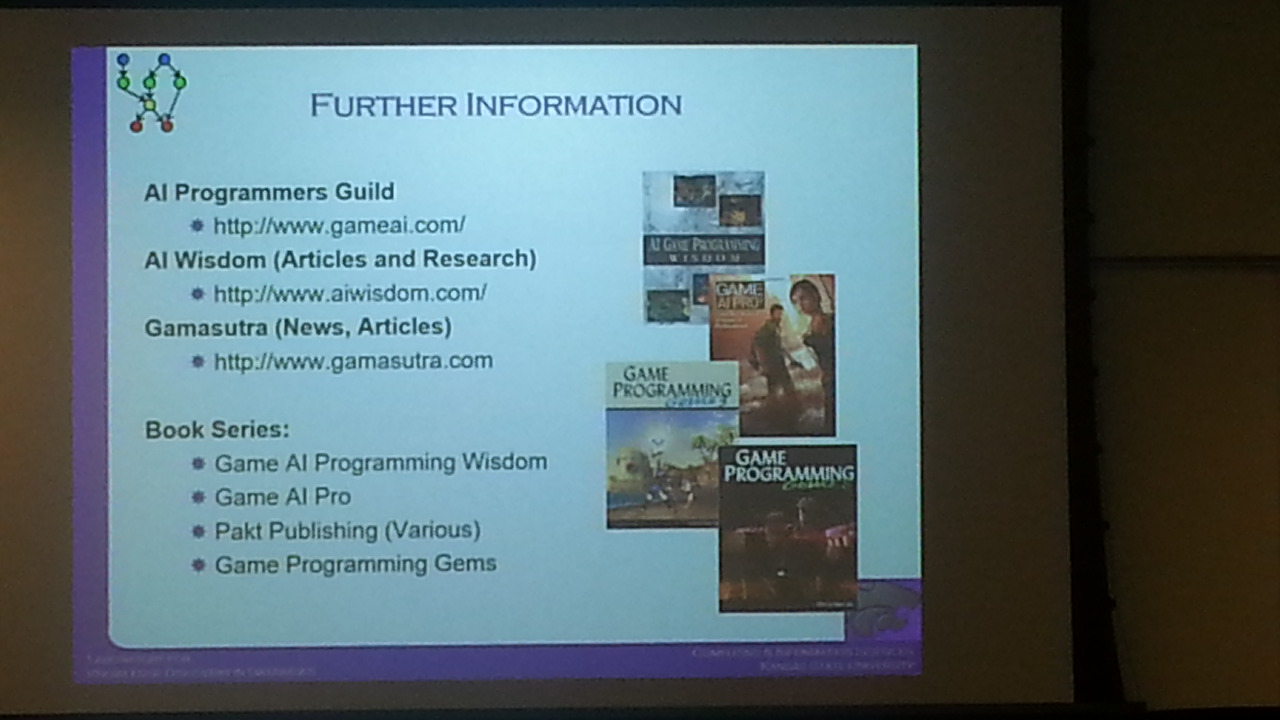 FURTHER INFORMATION
AI Programmers Guild
http://www.gameai.com/
AI Wisdom (Articles and Research)
http://www.aiwisdom.com/
Gamasutra (News, Articles)
http://www.gamasutra.com
Book Series:
Game AI Programming Wisdom
Game AI Pro
Pakt Publishing (Various)
Game Programming Gems
AI GAME PROGRAMMING
WISDOM
GAME
AI PRO
GAME
PROGRAMMING
GAME
PROGRAMMING
COMPUTING & INFORMATION SCIENCES
KANSAS STATE UNIVERSITY